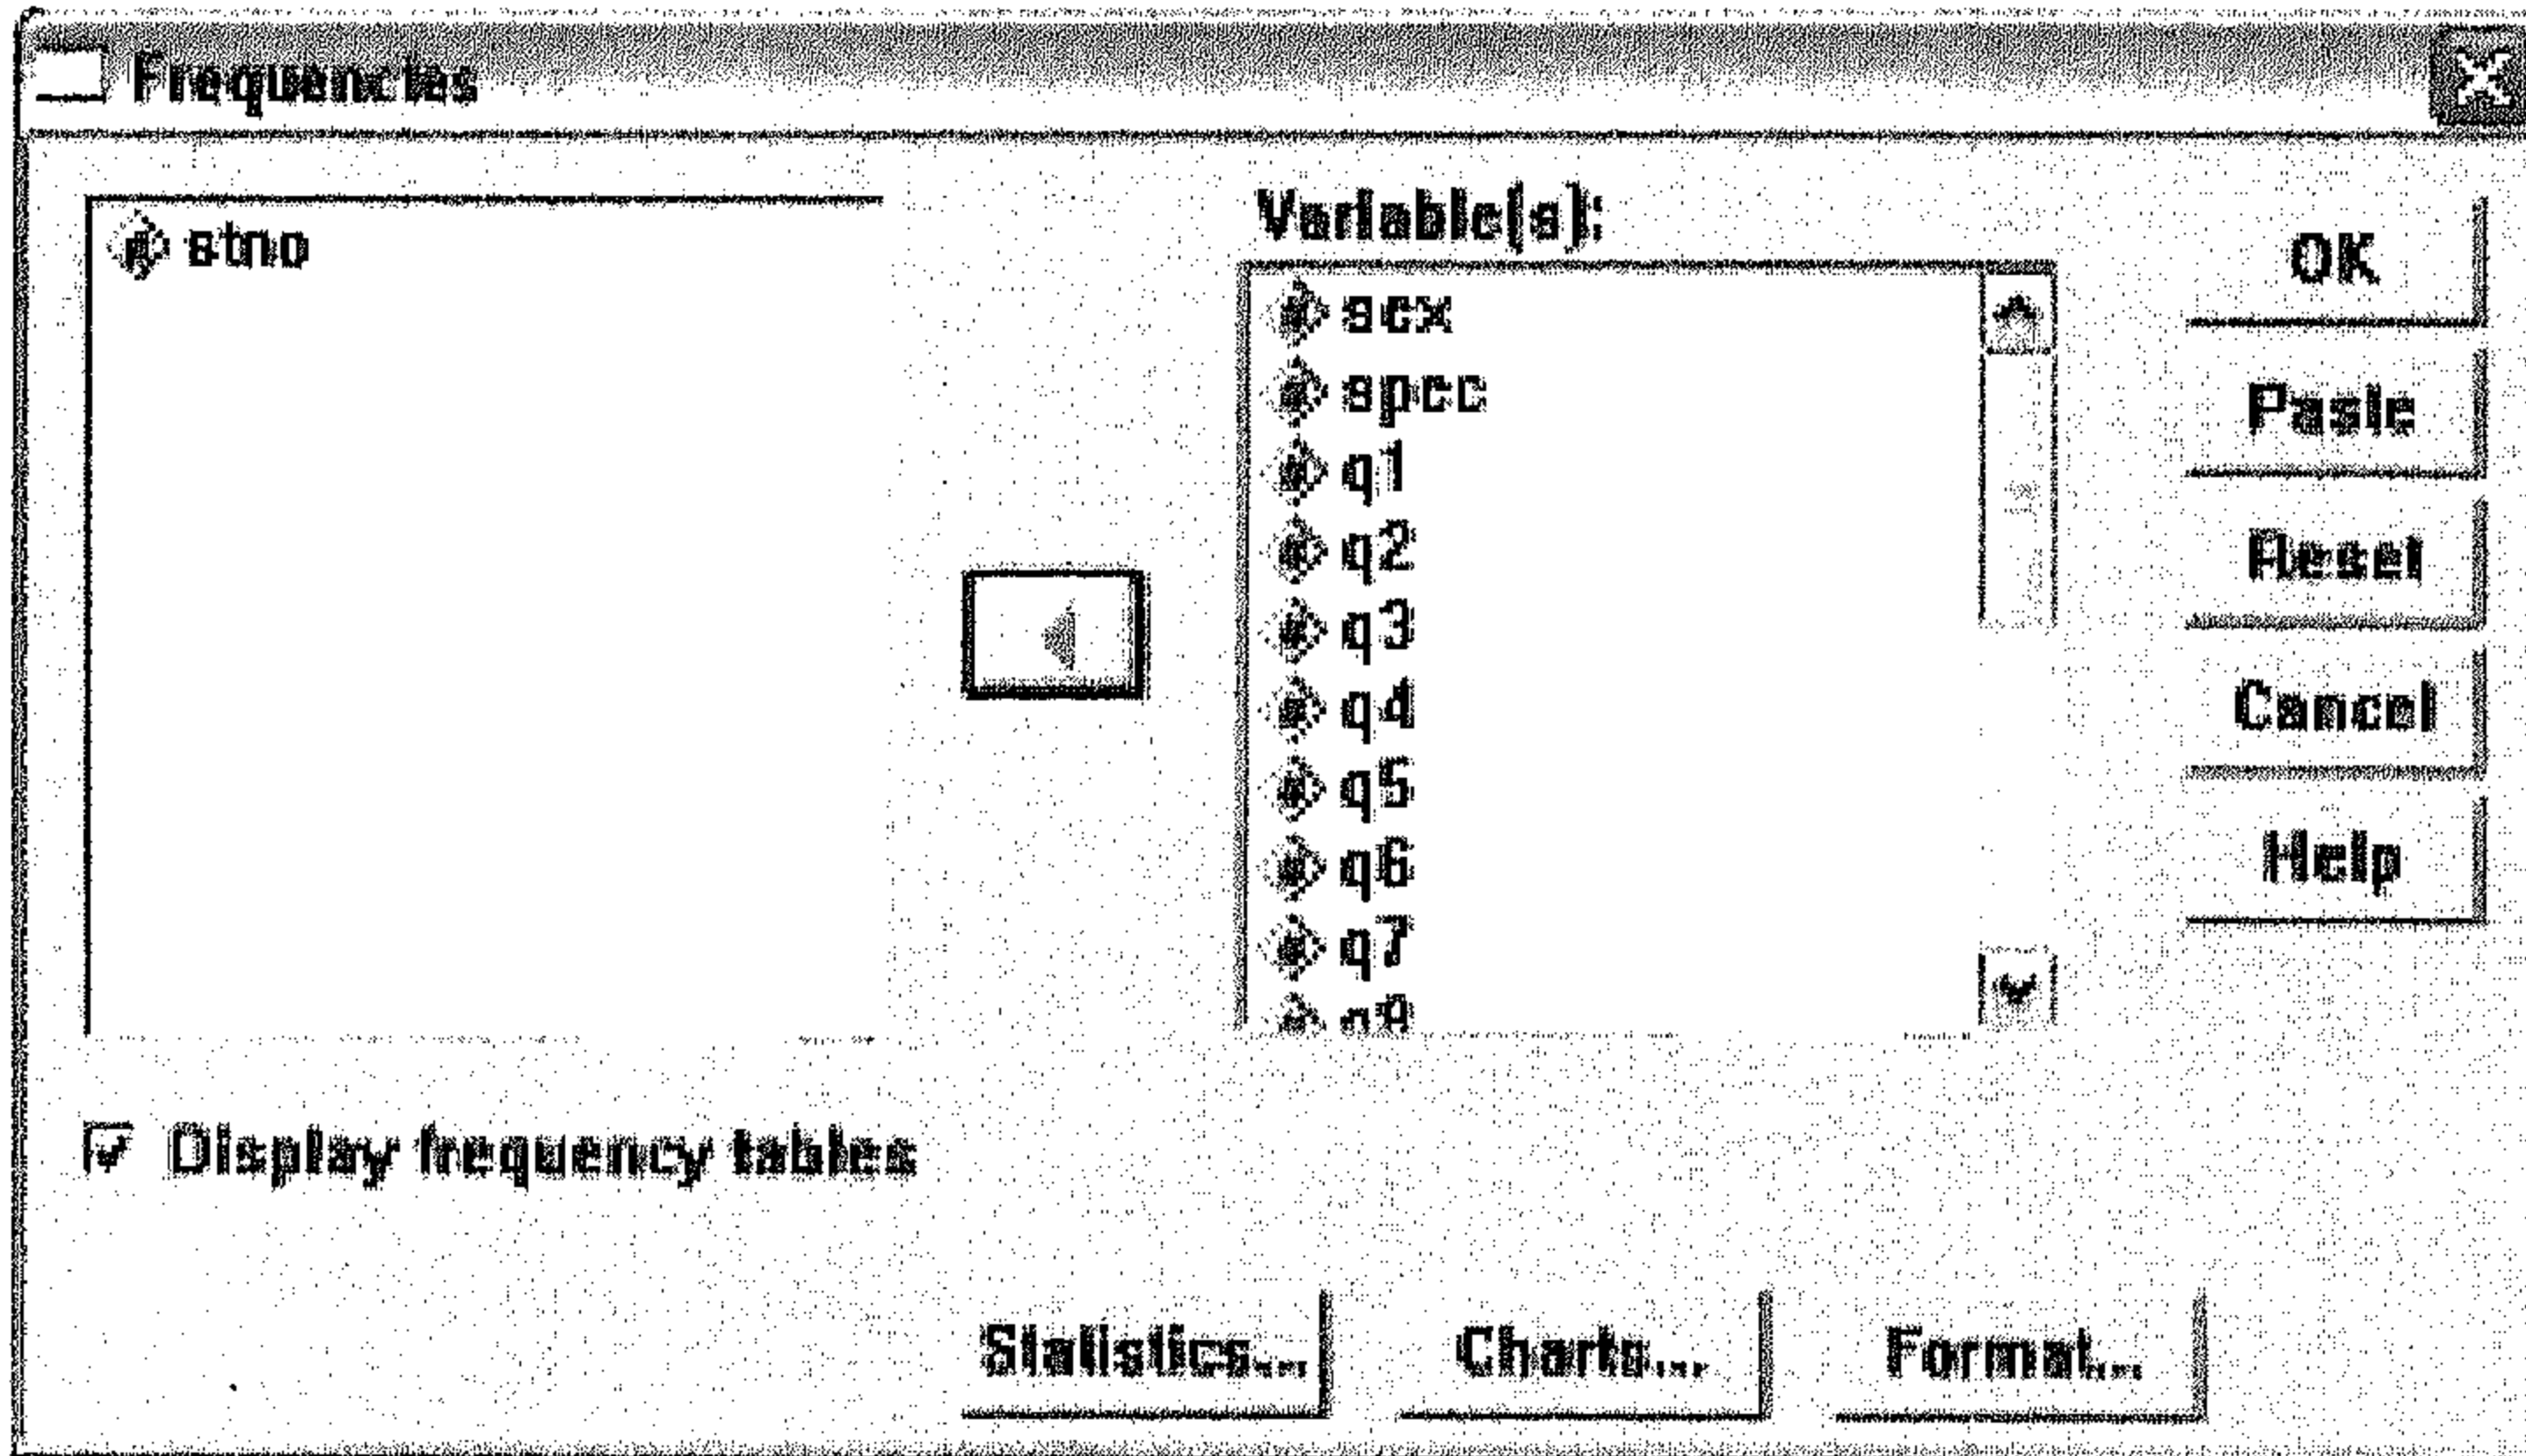 Frequencies
stno
Variable(s):
sex
spec
q1
q2
q3
q4
q5
q6
q7
q8
OK
Paste
Reset
Cancel
Help
Display frequency tables
Statistics...
Charts...
Format...